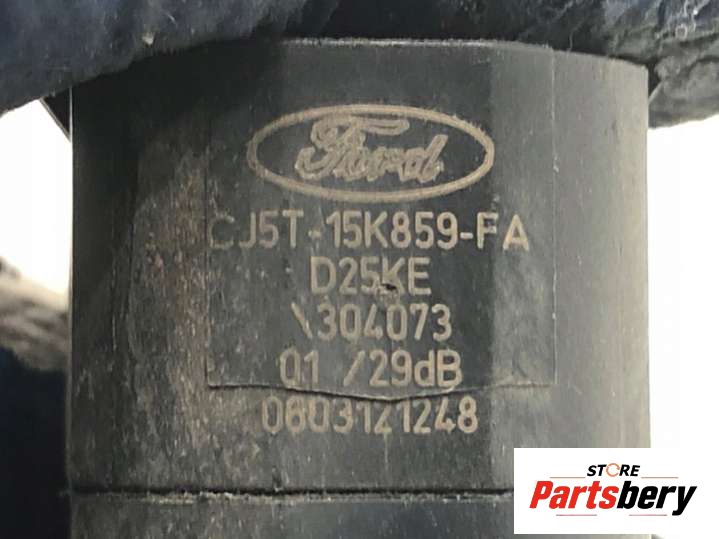 Ford
CJ5T-15K859-FA
D25KE
\304073
01 /29dB
0603121248
STORE
Partsbery